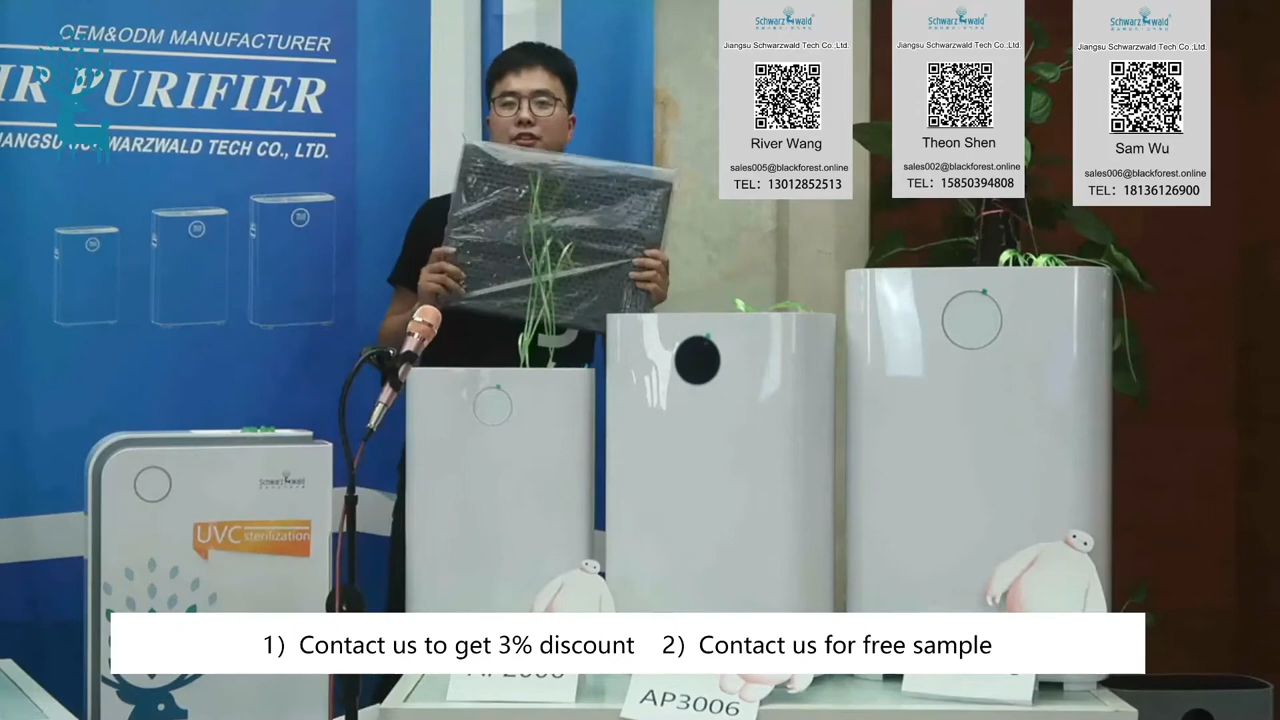 OEM&ODM MANUFACTURER
IR PURIFIER
JIANGSU SCHWARZWALD TECH CO., LTD.
Schwarzwald
Jiangsu Schwarzwald Tech Co.,Ltd.
River Wang
sales005@blackforest.online
TEL：13012852513
Schwarzwald
Jiangsu Schwarzwald Tech Co.,Ltd.
Theon Shen
sales002@blackforest.online
TEL：15850394808
Schwarzwald
Jiangsu Schwarzwald Tech Co.,Ltd.
Sam Wu
sales006@blackforest.online
TEL：18136126900
Schwarzwald
UVC sterilization
1）Contact us to get 3% discount 2）Contact us for free sample
AP3006